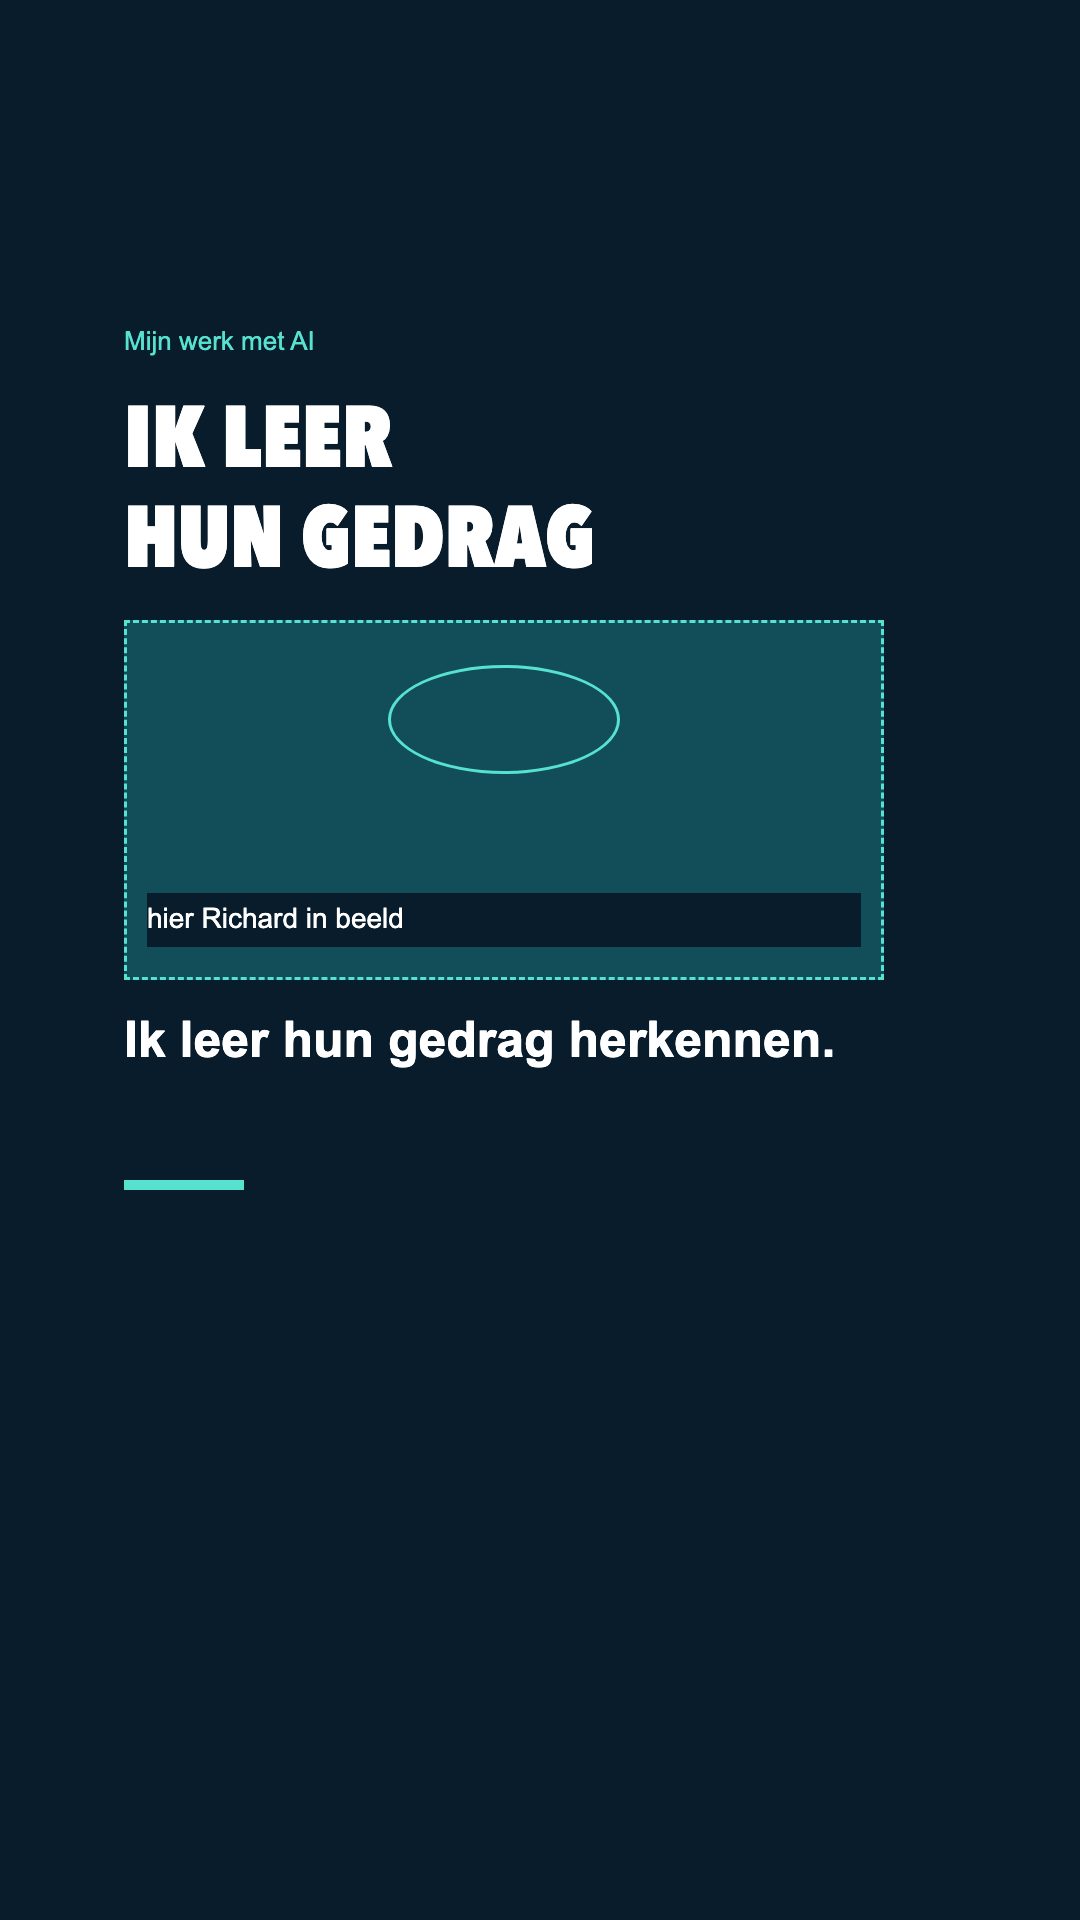 Mijn werk met AI
IK LEER
HUN GEDRAG
hier Richard in beeld
Ik leer hun gedrag herkennen.